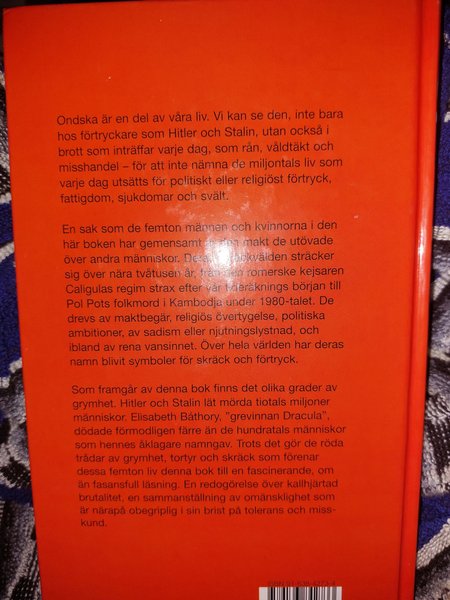 Ondska är en del av våra liv. Vi kan se den, inte bara
hos förtryckare som Hitler och Stalin, utan också i
brott som inträffar varje dag, som rån, våldtäkt och
misshandel – för att inte nämna de miljontals liv som
varje dag utsätts för politiskt eller religiöst förtryck,
fattigdom, sjukdomar och svält.
En sak som de femton männen och kvinnorna i den
här boken har gemensamt är den makt de utövade
över andra människor. Deras skräckvälden sträcker
sig över nära tvåtusen år, från den romerske kejsaren
Caligulas regim strax efter vår tideräknings början till
Pol Pots folkmord i Kambodja under 1980-talet. De
drevs av maktbegär, religiös övertygelse, politiska
ambitioner, av sadism eller njutningslystnad, och
ibland av rena vansinnet. Över hela världen har deras
namn blivit symboler för skräck och förtryck.
Som framgår av denna bok finns det olika grader av
grymhet. Hitler och Stalin lät mörda tiotals miljoner
människor. Elisabeth Báthory, "grevinnan Dracula",
dödade förmodligen färre än de hundratals människor
som hennes åklagare namngav. Trots det gör de röda
trådar av grymhet, tortyr och skräck som förenar
dessa femton liv denna bok till en fascinerande, om
än fasansfull läsning. En redogörelse över kallhjärtad
brutalitet, en sammanställning av omänsklighet som
är närapå obegriplig i sin brist på tolerans och miss-
kund.